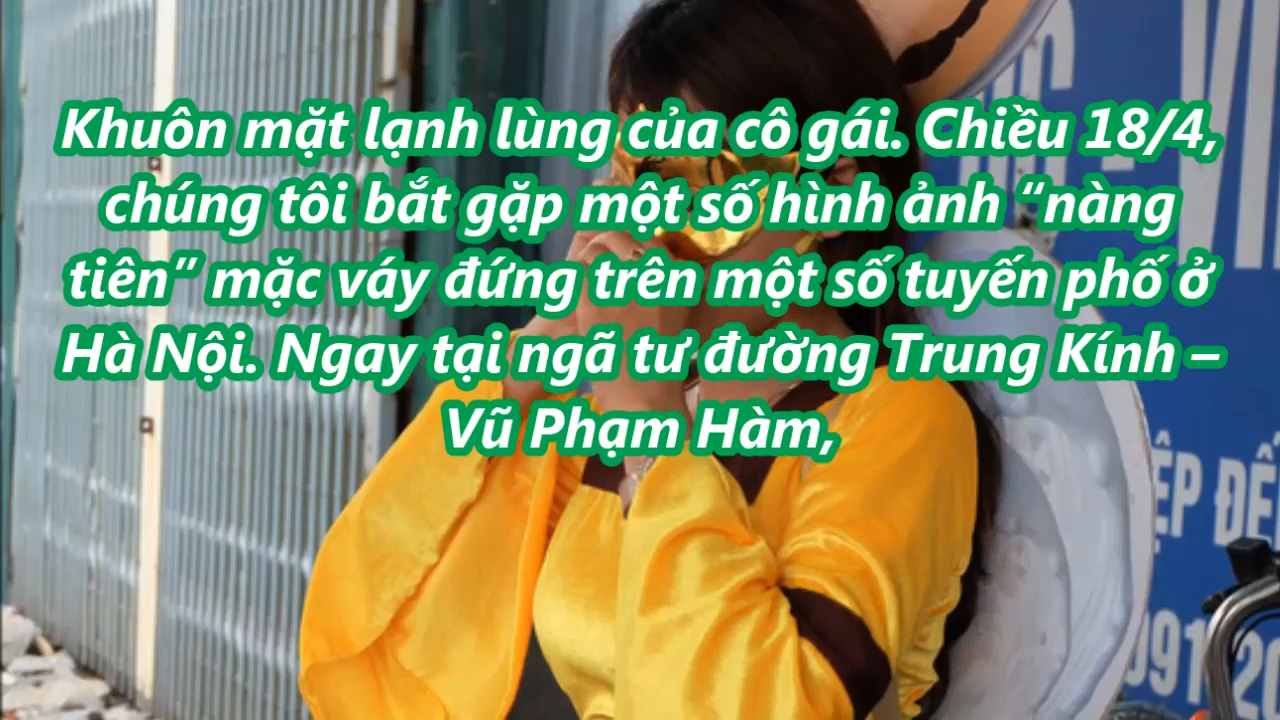 Khuôn mặt lạnh lùng của cô gái. Chiều 18/4,
chúng tôi bắt gặp một số hình ảnh “nàng
tiên” mặc váy đứng trên một số tuyến phố ở
Hà Nội. Ngay tại ngã tư đường Trung Kính –
Vũ Phạm Hàm,